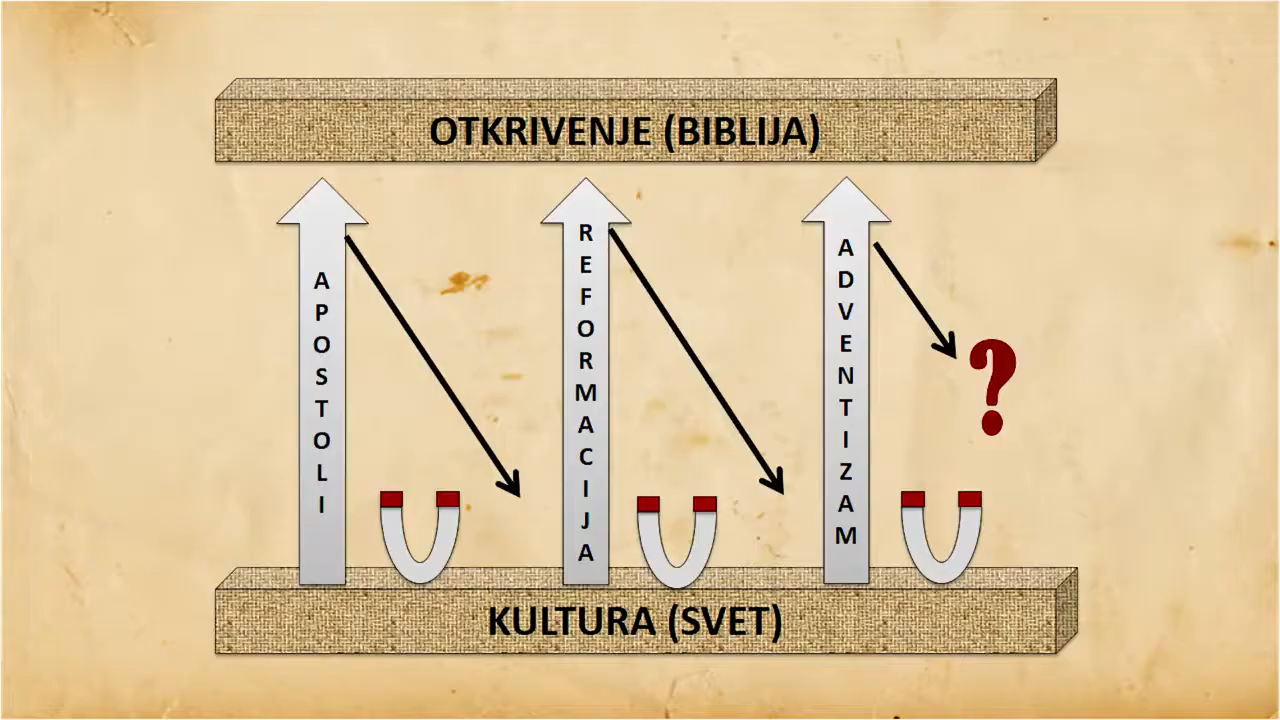 OTKRIVENJE (BIBLIJA)
APOSTOLI
REFORMACIJA
ADVENTIZAM
?
KULTURA (SVET)